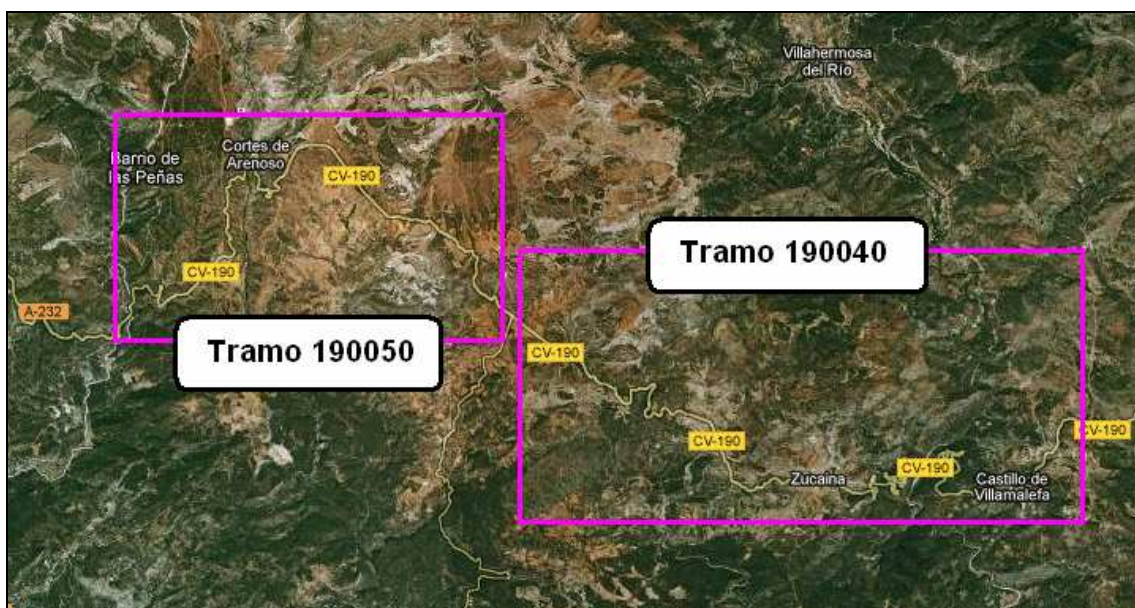 Villahermosa
del Río
Barrio de
las Peñas
Cortes de
Arenoso
CV-190
CV-190
A-232
Tramo 190040
Tramo 190050
CV-190
CV-190
CV-190
CV-190
Zucaina
Castillo de
Villamalefa